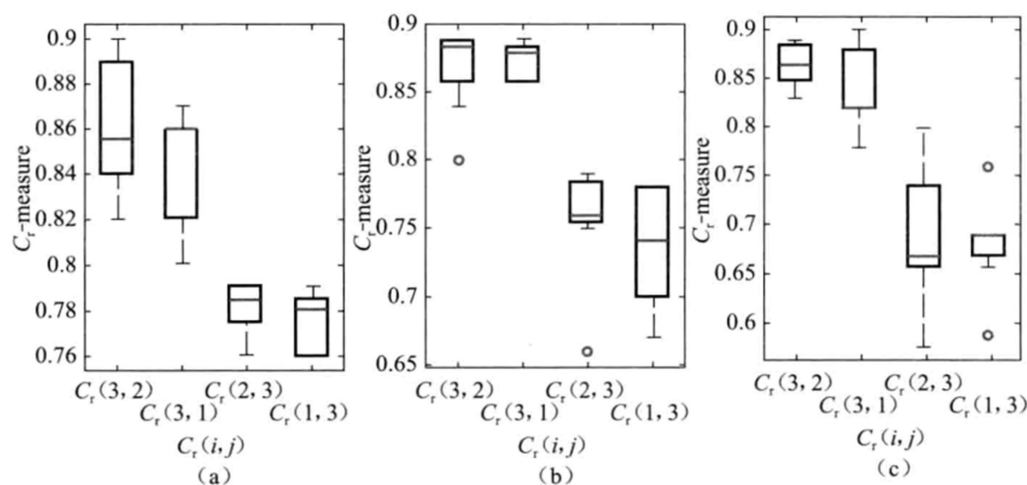 0.9
0.88
0.86
0.84
0.82
0.8
0.78
0.76
Cr-measure
Cr(3, 2)
Cr(3, 1)
Cr(2, 3)
Cr(1, 3)
Cr(i, j)
(a)
0.9
0.85
0.8
0.75
0.7
0.65
Cr-measure
Cr(3, 2)
Cr(3, 1)
Cr(2, 3)
Cr(1, 3)
Cr(i, j)
(b)
0.9
0.85
0.8
0.75
0.7
0.65
0.6
Cr-measure
Cr(3, 2)
Cr(3, 1)
Cr(2, 3)
Cr(1, 3)
Cr(i, j)
(c)